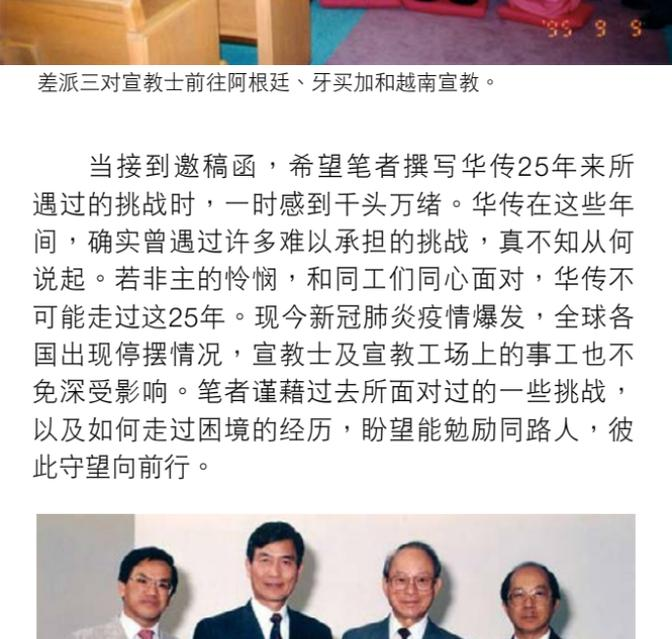 '95 9 9
差派三对宣教士前往阿根廷、牙买加和越南宣教。
当接到邀稿函，希望笔者撰写华传25年来所
遇过的挑战时，一时感到千头万绪。华传在这些年
间，确实曾遇过许多难以承担的挑战，真不知从何
说起。若非主的怜悯，和同工们同心面对，华传不
可能走过这25年。现今新冠肺炎疫情爆发，全球各
国出现停摆情况，宣教士及宣教工场上的事工也不
免深受影响。笔者谨藉过去所面对过的一些挑战，
以及如何走过困境的经历，盼望能勉励同路人，彼
此守望向前行。